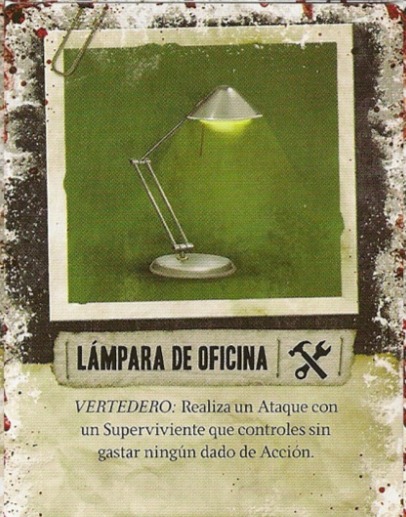 LÁMPARA DE OFICINA
VERTEDERO: Realiza un Ataque con
un Superviviente que controles sin
gastar ningún dado de Acción.